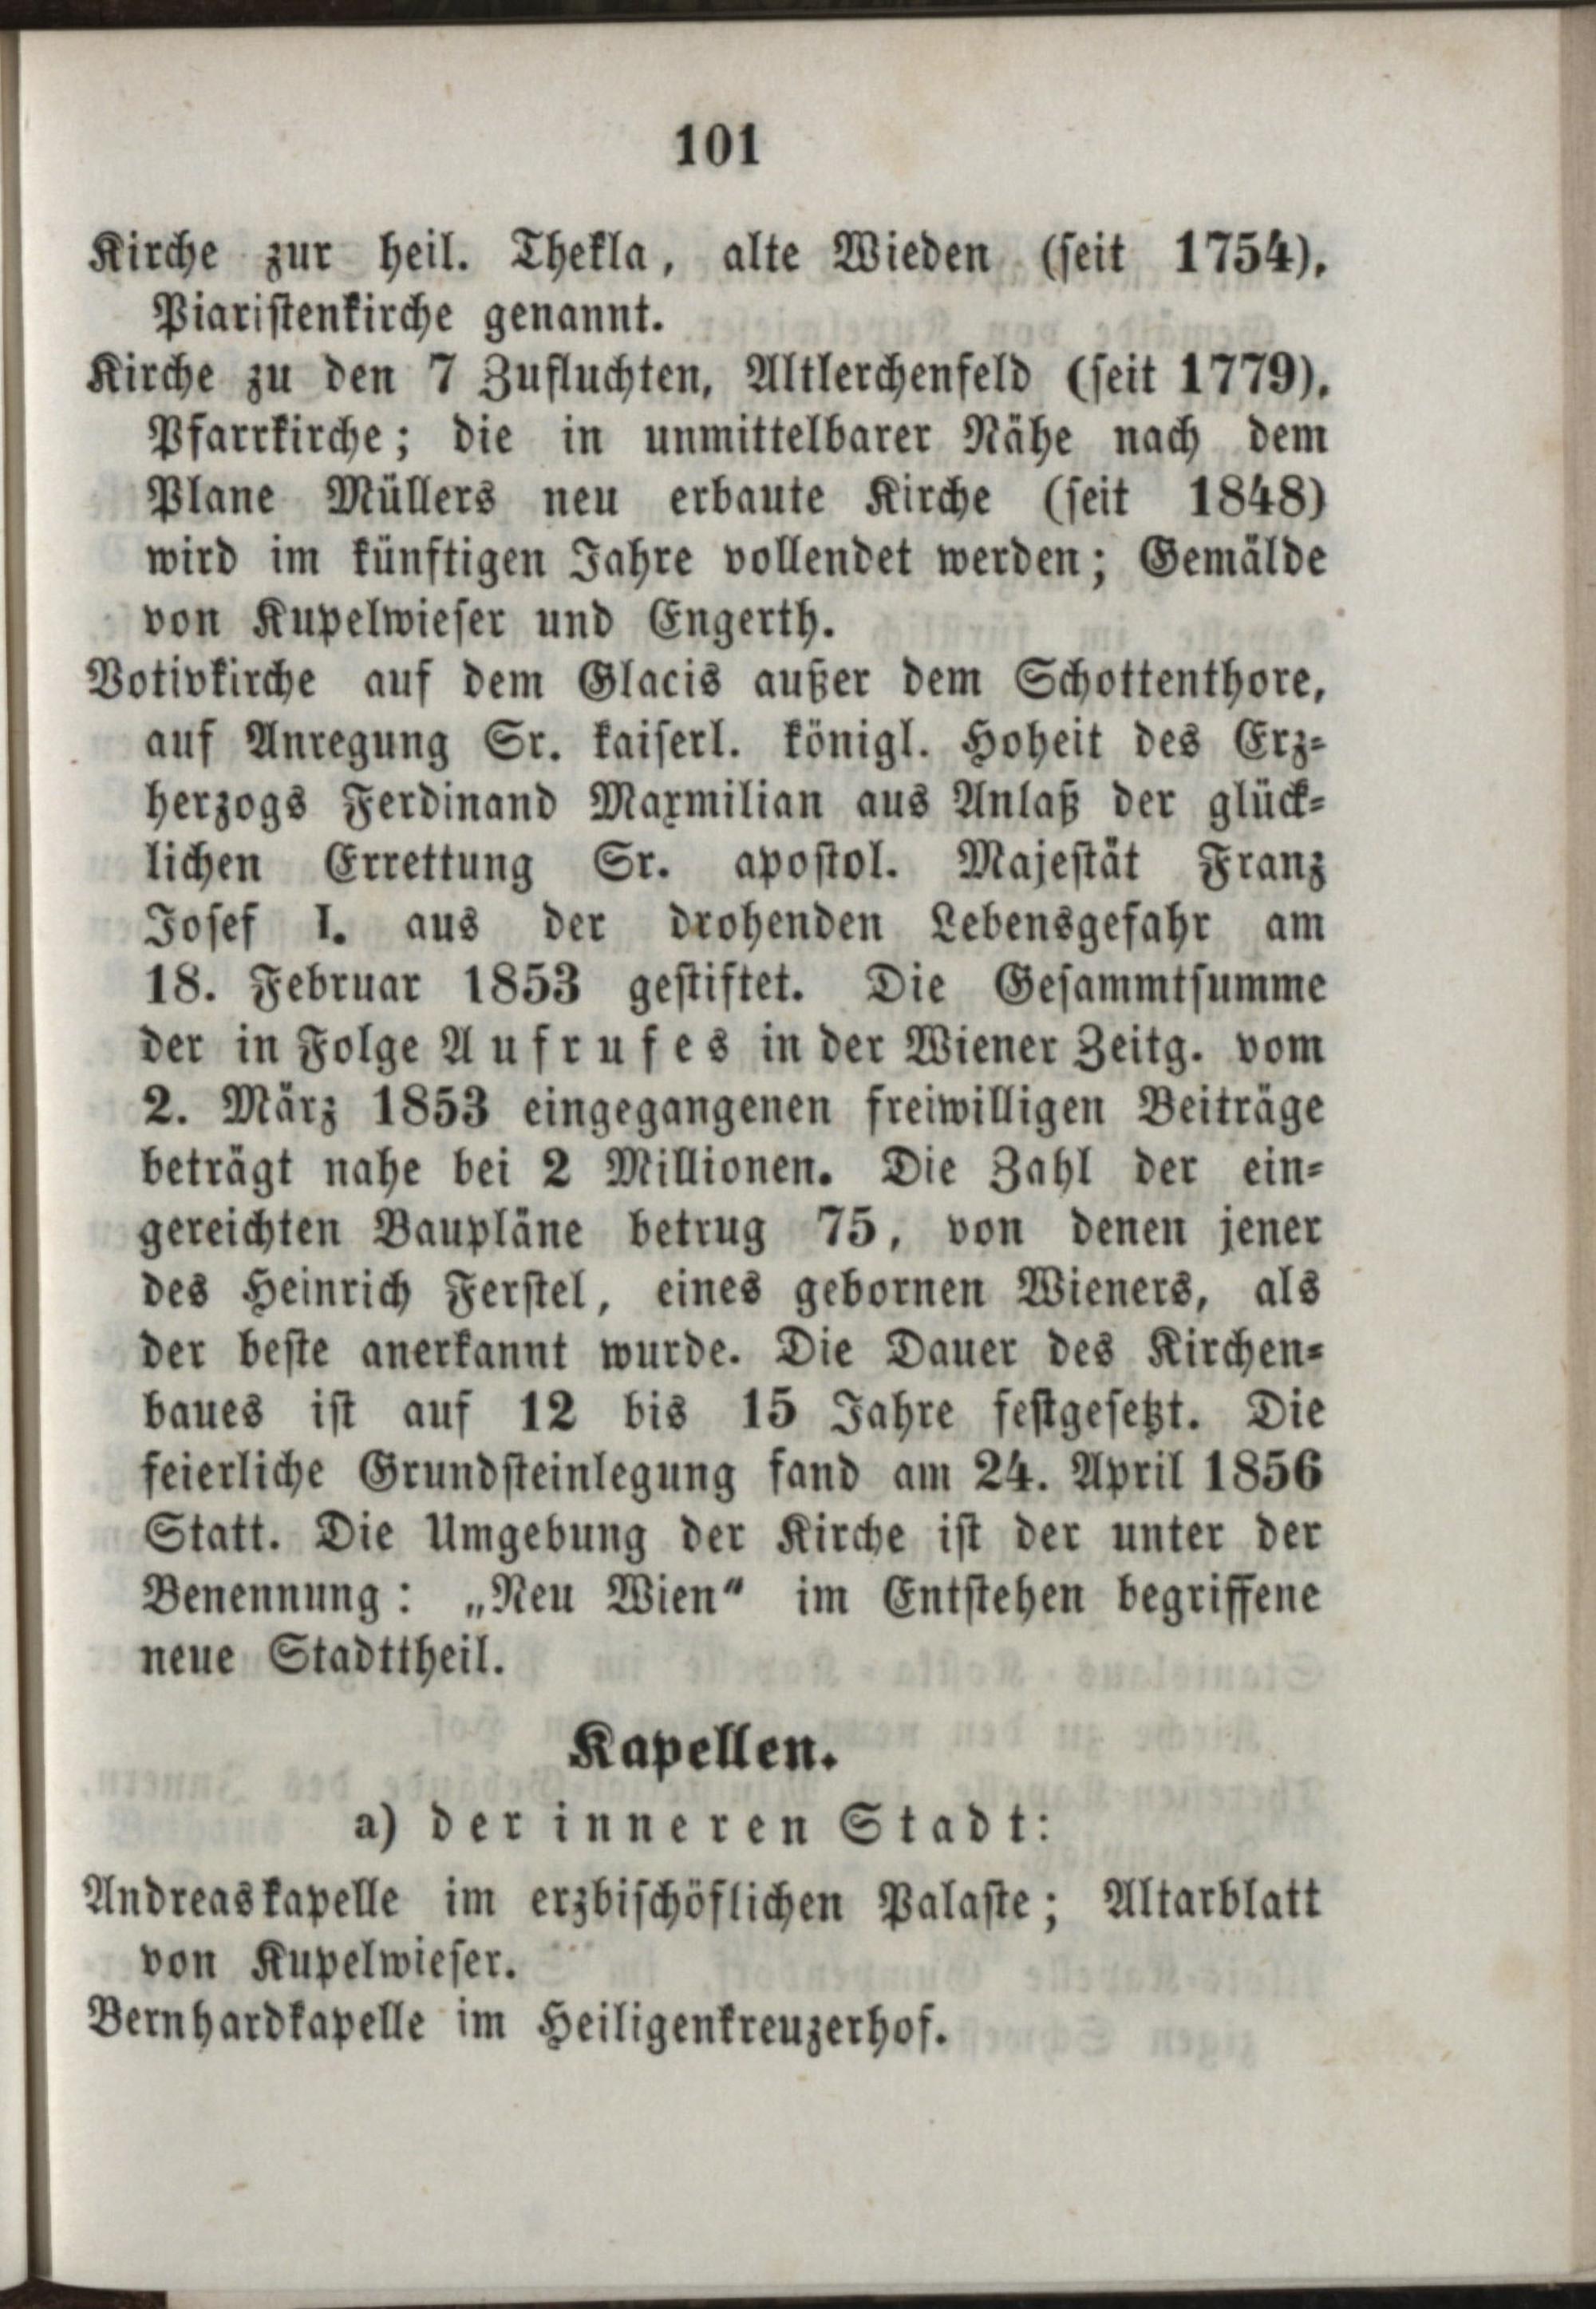 101
Kirche zur heil. Thekla, alte Wieden (seit 1754),
Piaristenkirche genannt.
Kirche zu den 7 Zufluchten, Altlerchenfeld (seit 1779),
Pfarrkirche; die in unmittelbarer Nähe nach dem
Plane Müllers neu erbaute Kirche (seit 1848)
wird im künftigen Jahre vollendet werden; Gemälde
von Kupelwieser und Engerth.
Votivkirche auf dem Glacis außer dem Schottenthore,
auf Anregung Sr. kaiserl. königl. Hoheit des Erz-
herzogs Ferdinand Maxmilian aus Anlaß der glück-
lichen Errettung Sr. apostol. Majestät Franz
Josef I. aus der drohenden Lebensgefahr am
18. Februar 1853 gestiftet. Die Gesammtsumme
der in Folge Aufrufes in der Wiener Zeitg. vom
2. März 1853 eingegangenen freiwilligen Beiträge
beträgt nahe bei 2 Millionen. Die Zahl der ein-
gereichten Baupläne betrug 75, von denen jener
des Heinrich Ferstel, eines gebornen Wieners, als
der beste anerkannt wurde. Die Dauer des Kirchen-
baues ist auf 12 bis 15 Jahre festgesetzt. Die
feierliche Grundsteinlegung fand am 24. April 1856
Statt. Die Umgebung der Kirche ist der unter der
Benennung: „Neu Wien“ im Entstehen begriffene
neue Stadttheil.
Kapellen.
a) der inneren Stadt:
Andreaskapelle im erzbischöflichen Palaste; Altarblatt
von Kupelwieser.
Bernhardkapelle im Heiligenkreuzerhof.